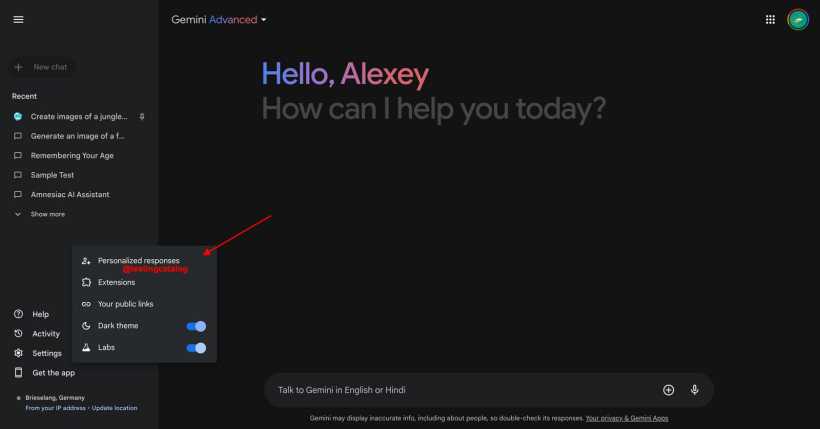 Gemini Advanced
New chat
Recent
Create images of a jungle...
Generate an image of a f...
Remembering Your Age
Sample Test
Amnesiac AI Assistant
Show more
Hello, Alexey
How can I help you today?
Personalized responses
@testingcatalog
Extensions
Your public links
Dark theme
Labs
Help
Activity
Settings
Get the app
Brieselang, Germany
From your IP address • Update location
Talk to Gemini in English or Hindi
Gemini may display inaccurate info, including about people, so double-check its responses. Your privacy & Gemini Apps